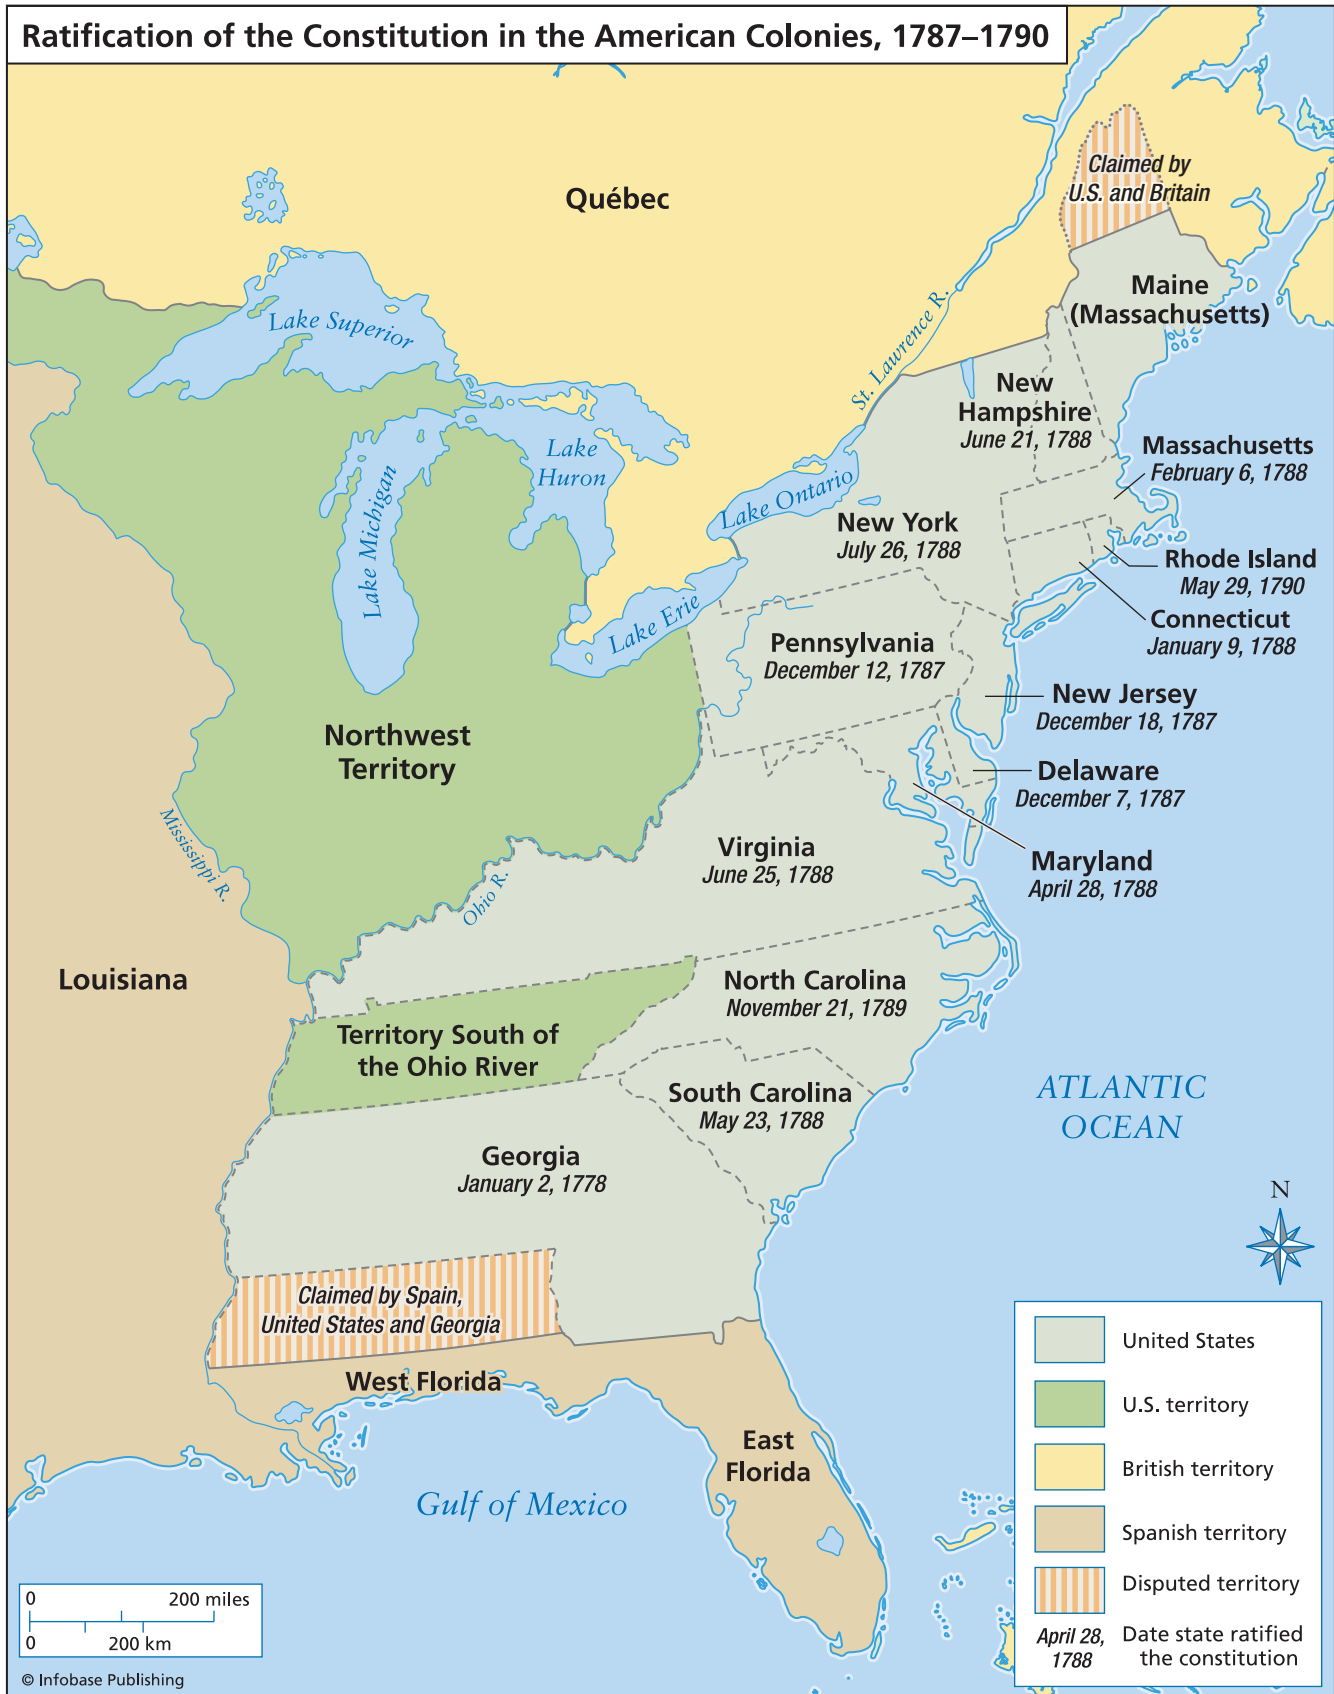 Ratification of the Constitution in the American Colonies, 1787–1790
Québec
Claimed by
U.S. and Britain
Maine
(Massachusetts)
Lake Superior
St. Lawrence R.
New
Hampshire
June 21, 1788
Massachusetts
February 6, 1788
Lake
Huron
Lake Michigan
Lake Ontario
New York
July 26, 1788
Rhode Island
May 29, 1790
Connecticut
January 9, 1788
Lake Erie
Pennsylvania
December 12, 1787
New Jersey
December 18, 1787
Northwest
Territory
Delaware
December 7, 1787
Mississippi R.
Virginia
June 25, 1788
Maryland
April 28, 1788
Ohio R.
Louisiana
North Carolina
November 21, 1789
Territory South of
the Ohio River
South Carolina
May 23, 1788
ATLANTIC
OCEAN
Georgia
January 2, 1778
N
Claimed by Spain,
United States and Georgia
West Florida
East
Florida
Gulf of Mexico
United States
U.S. territory
British territory
Spanish territory
Disputed territory
April 28,
1788
Date state ratified
the constitution
0 200 miles
0 200 km
© Infobase Publishing